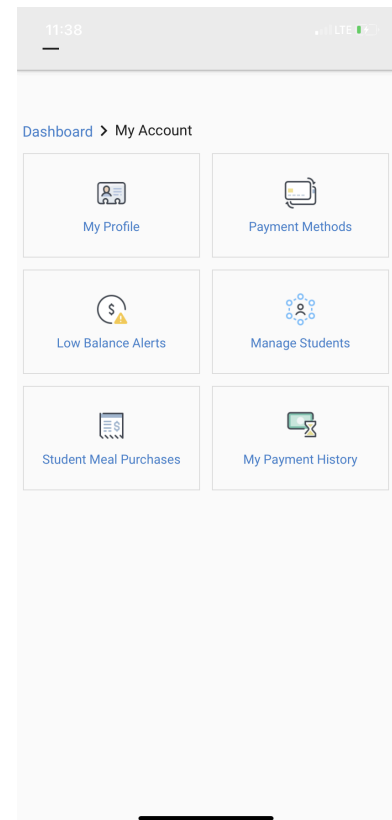 11:38 LTE
Dashboard > My Account
My Profile Payment Methods
Low Balance Alerts Manage Students
Student Meal Purchases My Payment History